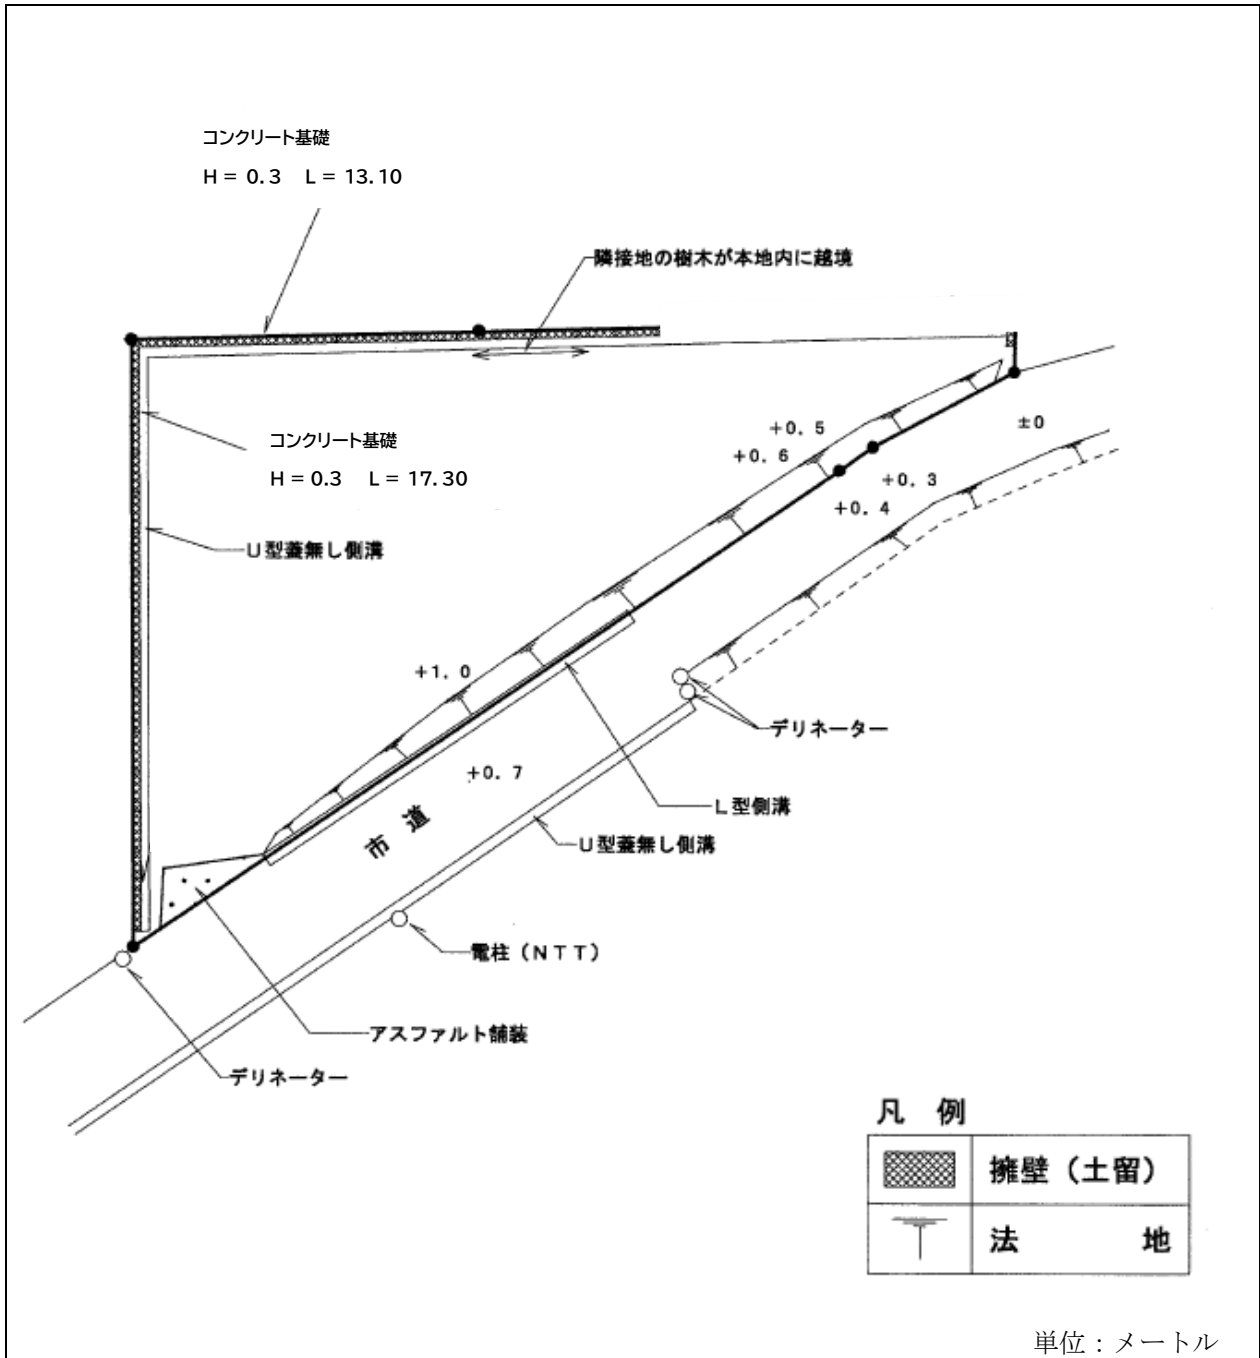 コンクリート基礎
H = 0.3 L = 13.10
隣接地の樹木が本地内に越境
コンクリート基礎
H = 0.3 L = 17.30
U型蓋無し側溝
+0.5
+0.6
±0
+0.3
+0.4
+1.0
+0.7
市道
デリネーター
L型側溝
U型蓋無し側溝
電柱(NTT)
アスファルト舗装
デリネーター
凡 例
擁壁(土留)
法 地
単位:メートル